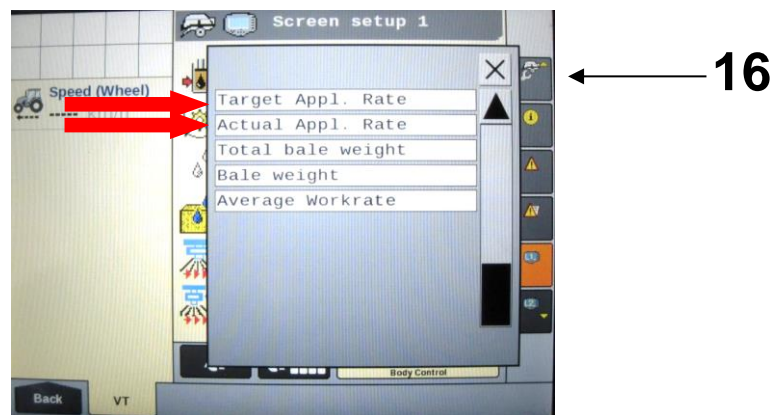 Screen setup 1
16
Speed (Wheel)
-----
Target Appl. Rate
Actual Appl. Rate
Total bale weight
Bale weight
Average Workrate
Body Control
Back
VT